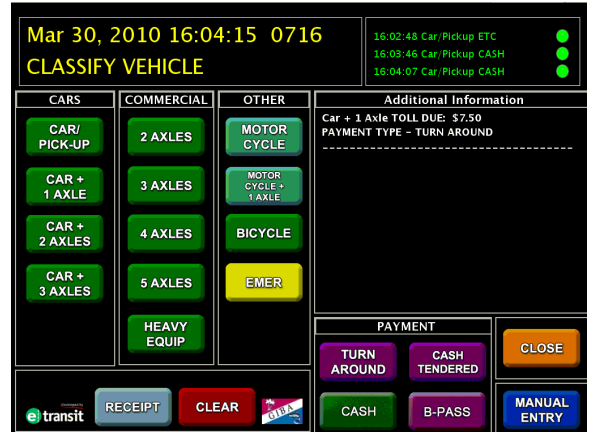 Mar 30, 2010 16:04:15 0716
CLASSIFY VEHICLE
16:02:48 Car/Pickup ETC
16:03:46 Car/Pickup CASH
16:04:07 Car/Pickup CASH
CARS
CAR/
PICK-UP
CAR +
1 AXLE
CAR +
2 AXLES
CAR +
3 AXLES
COMMERCIAL
2 AXLES
3 AXLES
4 AXLES
5 AXLES
HEAVY
EQUIP
OTHER
MOTOR
CYCLE
MOTOR
CYCLE +
1 AXLE
BICYCLE
EMER
Additional Information
Car + 1 Axle TOLL DUE: $7.50
PAYMENT TYPE - TURN AROUND
--------------------------------------
PAYMENT
TURN
AROUND
CASH
TENDERED
CASH
B-PASS
CLOSE
MANUAL
ENTRY
etransit
RECEIPT
CLEAR
GIBA